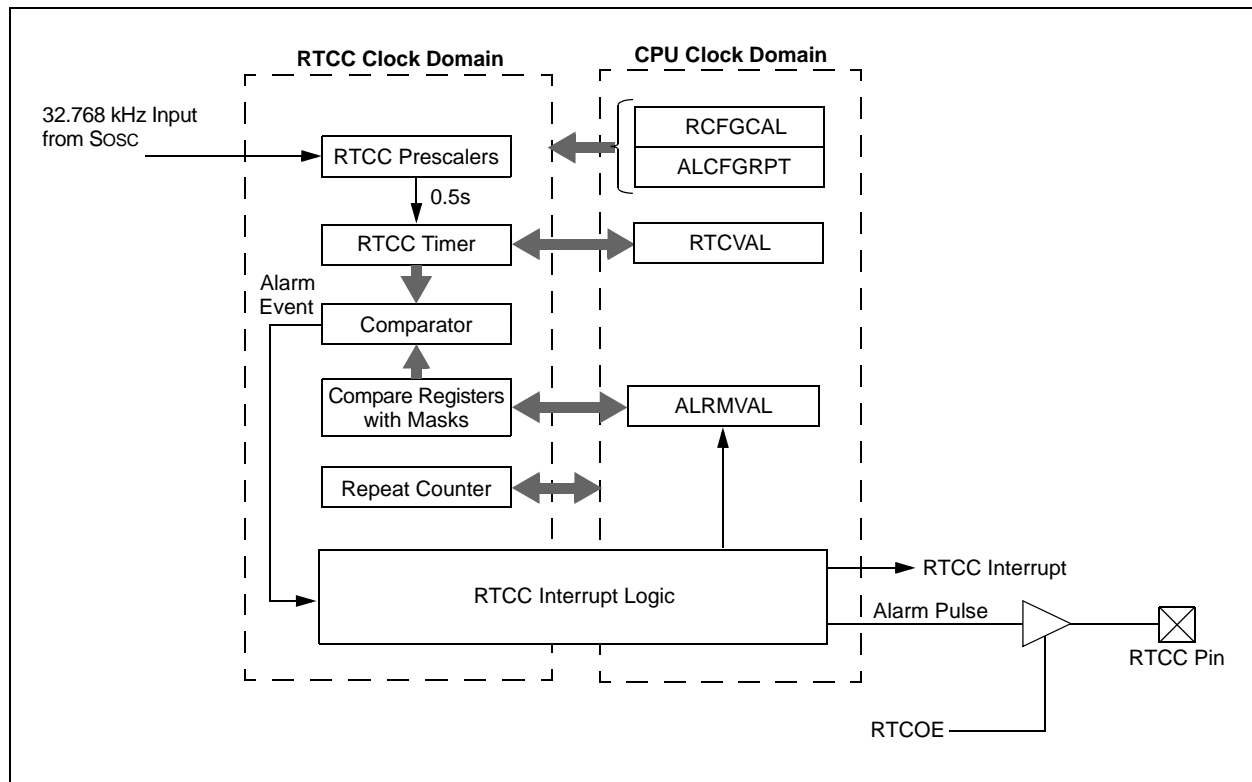 RTCC Clock Domain
CPU Clock Domain
32.768 kHz Input
from SOSC
RCFGCAL
ALCFGRPT
RTCC Prescalers
0.5s
RTCC Timer
RTCVAL
Alarm
Event
Comparator
Compare Registers
with Masks
ALRMVAL
Repeat Counter
RTCC Interrupt Logic
RTCC Interrupt
Alarm Pulse
RTCC Pin
RTCOE